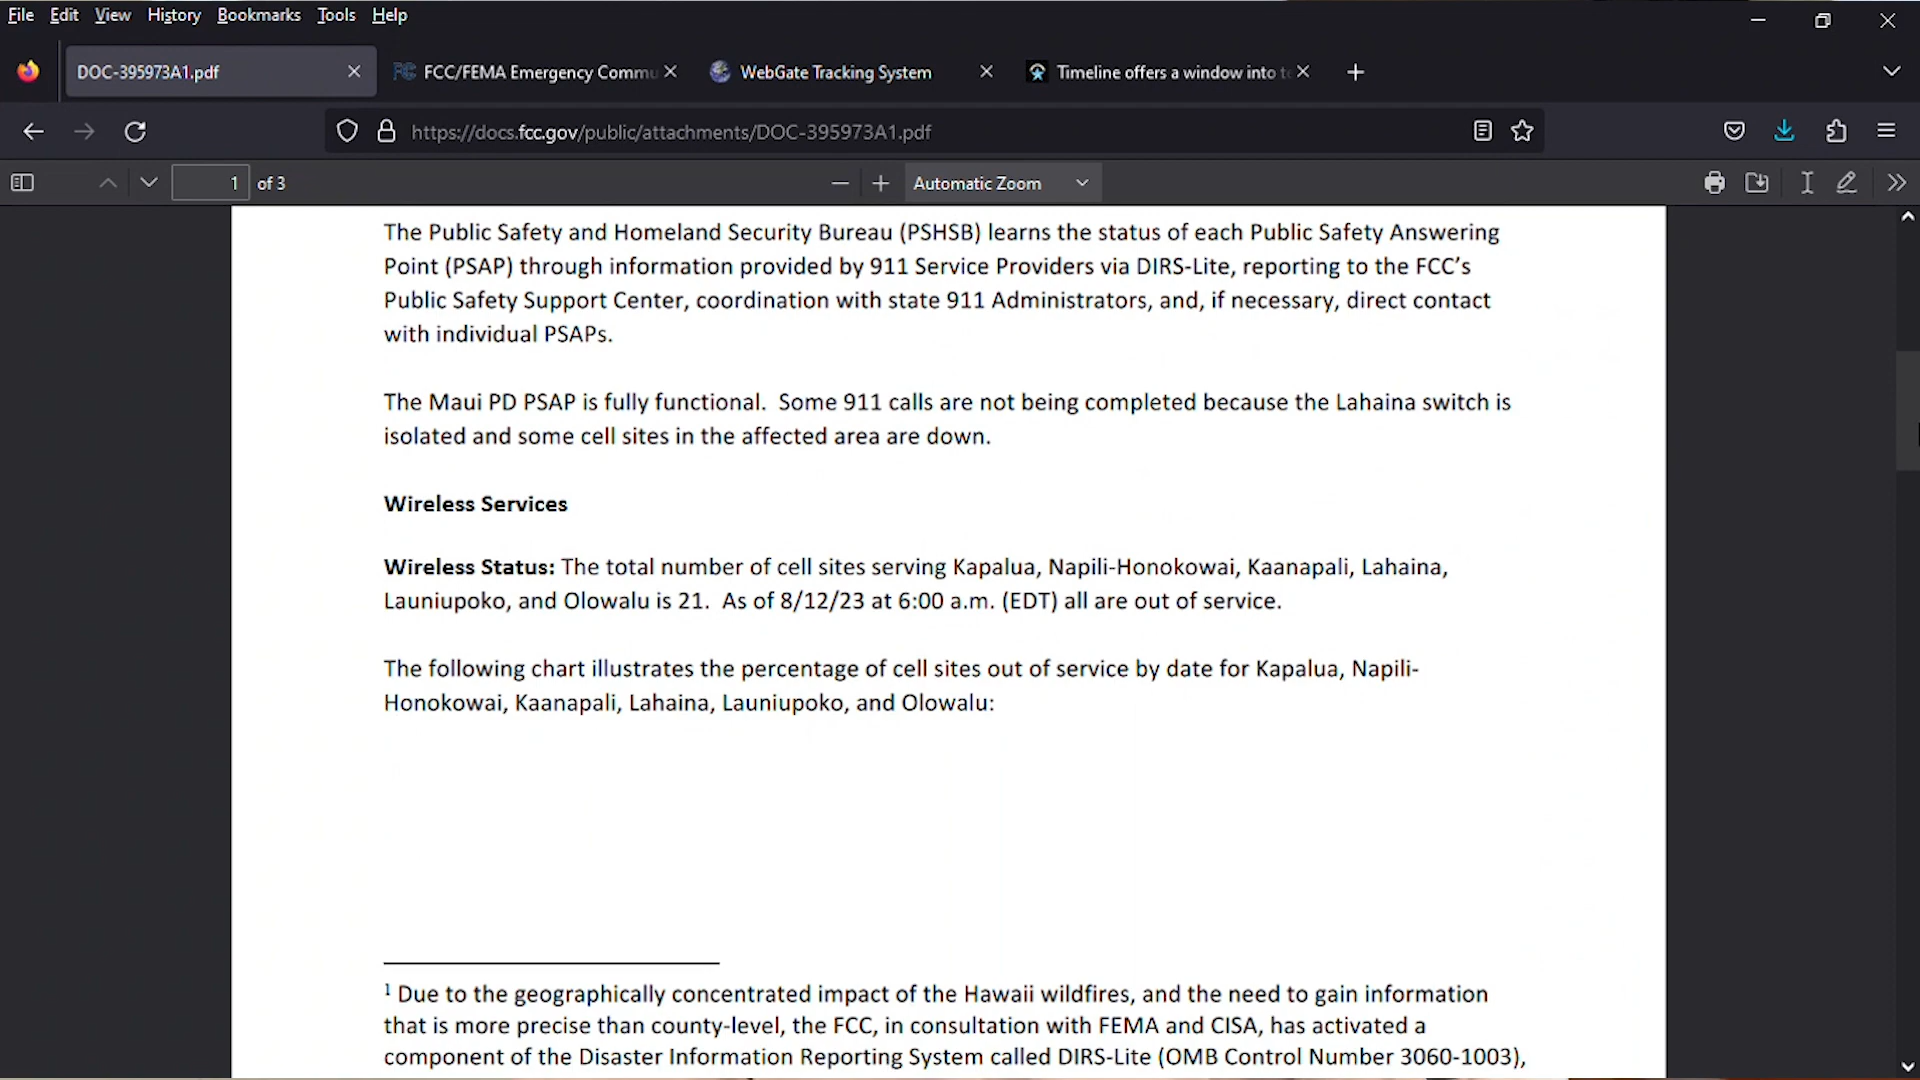 File Edit View History Bookmarks Tools Help
DOC-395973A1.pdf
FCC/FEMA Emergency Commu
WebGate Tracking System
Timeline offers a window into t
https://docs.fcc.gov/public/attachments/DOC-395973A1.pdf
1 of 3
Automatic Zoom
The Public Safety and Homeland Security Bureau (PSHSB) learns the status of each Public Safety Answering
Point (PSAP) through information provided by 911 Service Providers via DIRS-Lite, reporting to the FCC’s
Public Safety Support Center, coordination with state 911 Administrators, and, if necessary, direct contact
with individual PSAPs.
The Maui PD PSAP is fully functional.  Some 911 calls are not being completed because the Lahaina switch is
isolated and some cell sites in the affected area are down.
Wireless Services
Wireless Status: The total number of cell sites serving Kapalua, Napili-Honokowai, Kaanapali, Lahaina,
Launiupoko, and Olowalu is 21.  As of 8/12/23 at 6:00 a.m. (EDT) all are out of service.
The following chart illustrates the percentage of cell sites out of service by date for Kapalua, Napili-
Honokowai, Kaanapali, Lahaina, Launiupoko, and Olowalu:
1 Due to the geographically concentrated impact of the Hawaii wildfires, and the need to gain information
that is more precise than county-level, the FCC, in consultation with FEMA and CISA, has activated a
component of the Disaster Information Reporting System called DIRS-Lite (OMB Control Number 3060-1003),